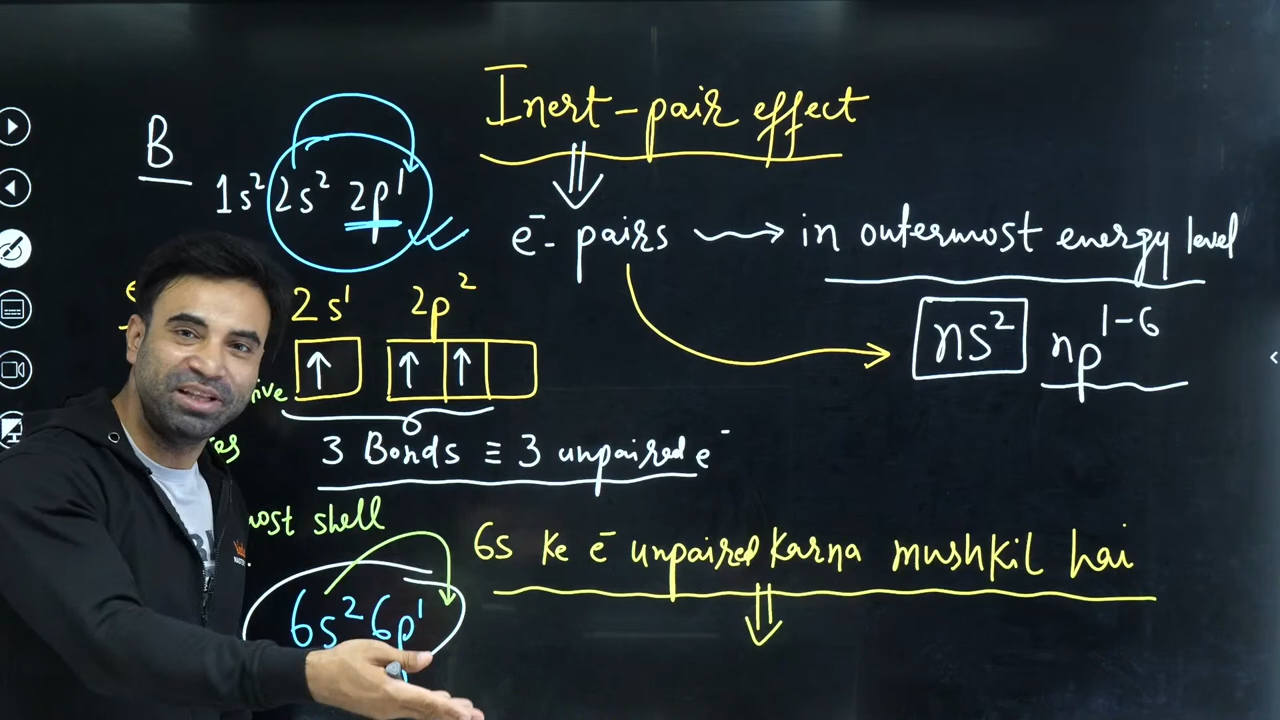 Inert-pair effect
B
1s² 2s² 2p¹
e⁻ pairs → in outermost energy level
ns² np¹⁻⁶
2s¹ 2p²
↑ ↑ ↑
3 Bonds ≡ 3 unpaired e⁻
shell
6s ke e⁻ unpaired karna mushkil hai
6s² 6p¹